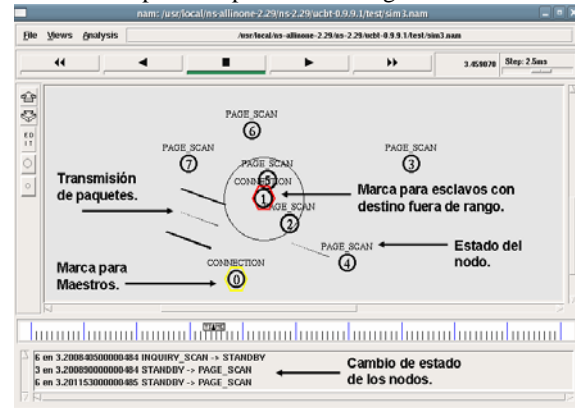 nam: /usr/local/ns-allinone-2.29/ns-2.29/ucbt-0.9.9.1/test/sim3.nam
File Views Analysis /usr/local/ns-allinone-2.29/ns-2.29/ucbt-0.9.9.1/test/sim3.nam
3.459070 Step: 2.5ms
ED
IT
PAGE_SCAN
6
PAGE_SCAN
7
PAGE_SCAN
3
PAGE_SCAN
5
CONNECTION
1
PAGE_SCAN
2
PAGE_SCAN
4
CONNECTION
0
Transmisión
de paquetes.
Marca para esclavos con
destino fuera de rango.
Estado del
nodo.
Marca para
Maestros.
TIME
6 en 3.200840500000484 INQUIRY_SCAN -> STANDBY
3 en 3.200890000000484 STANDBY -> PAGE_SCAN
6 en 3.201153000000485 STANDBY -> PAGE_SCAN
Cambio de estado
de los nodos.